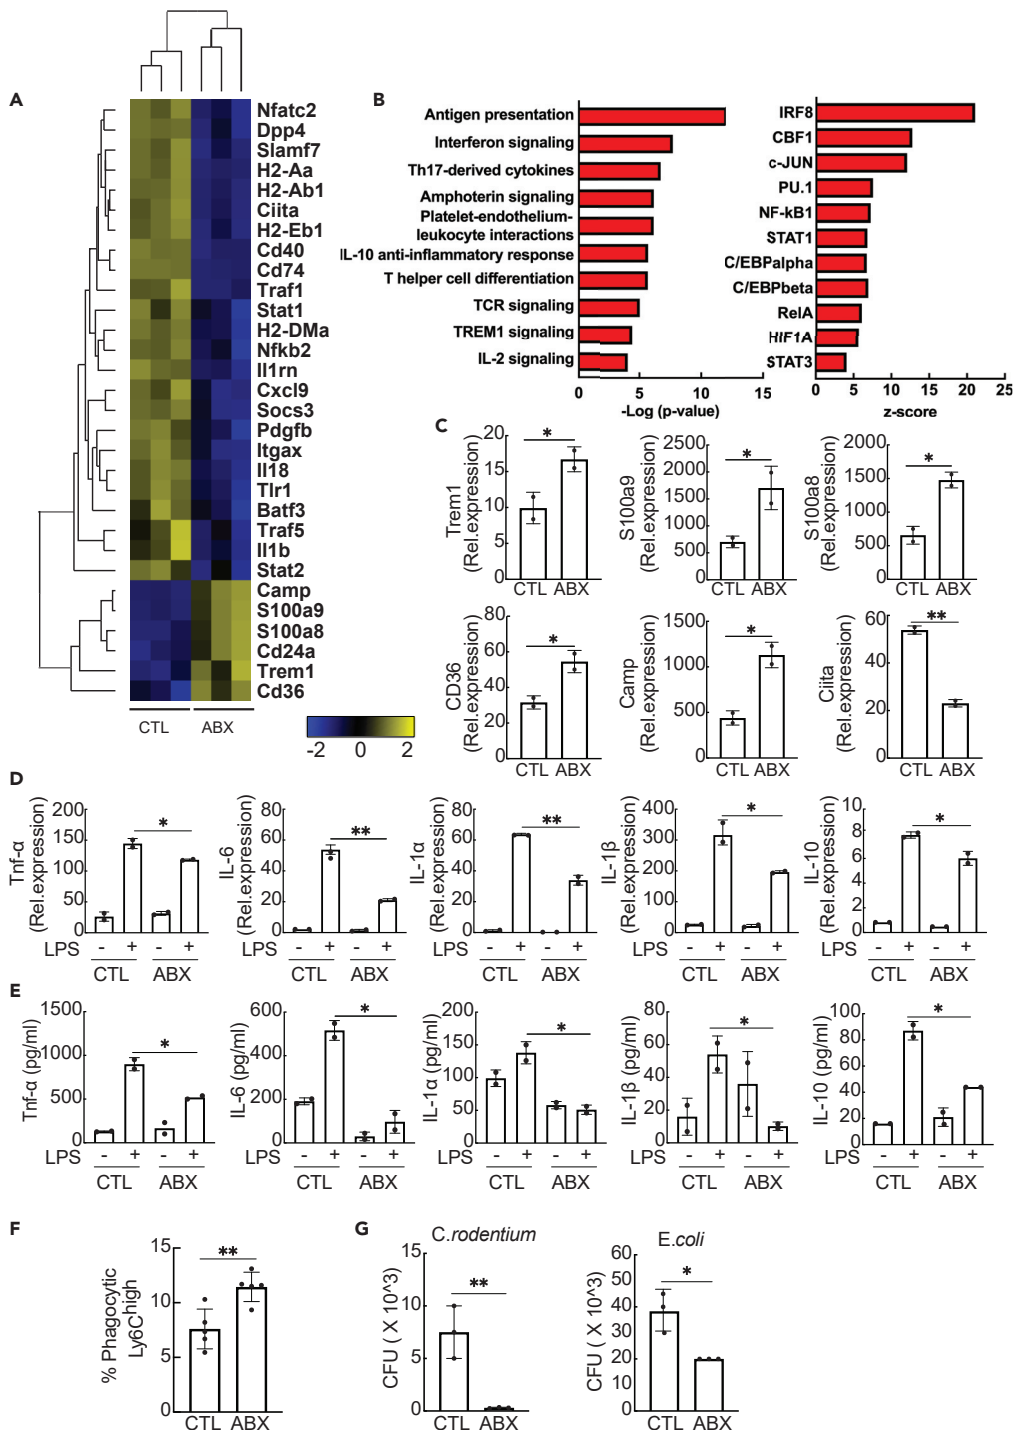 A
Nfatc2
Dpp4
Slamf7
H2-Aa
H2-Ab1
Ciita
H2-Eb1
Cd40
Cd74
Traf1
Stat1
H2-DMa
Nfkb2
Il1rn
Cxcl9
Socs3
Pdgfb
Itgax
Il18
Tlr1
Batf3
Traf5
Il1b
Stat2
Camp
S100a9
S100a8
Cd24a
Trem1
Cd36
CTL ABX
-2 0 2
B
Antigen presentation
Interferon signaling
Th17-derived cytokines
Amphoterin signaling
Platelet-endothelium-
leukocyte interactions
IL-10 anti-inflammatory response
T helper cell differentiation
TCR signaling
TREM1 signaling
IL-2 signaling
0 5 10 15
-Log (p-value)
IRF8
CBF1
c-JUN
PU.1
NF-kB1
STAT1
C/EBPalpha
C/EBPbeta
RelA
HIF1A
STAT3
0 5 10 15 20 25
z-score
C
Trem1
(Rel.expression)
20
15
10
5
0
*
CTL ABX
S100a9
(Rel.expression)
2500
2000
1500
1000
500
0
*
CTL ABX
S100a8
(Rel.expression)
2000
1500
1000
500
0
*
CTL ABX
CD36
(Rel.expression)
80
60
40
20
0
*
CTL ABX
Camp
(Rel.expression)
1500
1000
500
0
*
CTL ABX
Ciita
(Rel.expression)
60
40
20
0
**
CTL ABX
D
Tnf-α
(Rel.expression)
200
150
100
50
0
*
LPS - + - +
CTL ABX
IL-6
(Rel.expression)
80
60
40
20
0
**
- + - +
CTL ABX
IL-1α
(Rel.expression)
80
60
40
20
0
**
LPS - + - +
CTL ABX
IL-1β
(Rel.expression)
400
300
200
100
0
*
LPS - + - +
CTL ABX
IL-10
(Rel.expression)
10
8
6
4
2
0
*
LPS - + - +
CTL ABX
E
Tnf-α (pg/ml)
1500
1000
500
0
*
LPS - + - +
CTL ABX
IL-6 (pg/ml)
600
400
200
0
*
LPS - + - +
CTL ABX
IL-1α (pg/ml)
200
150
100
50
0
*
LPS - + - +
CTL ABX
IL-1β (pg/ml)
80
60
40
20
0
*
LPS - + - +
CTL ABX
IL-10 (pg/ml)
100
80
60
40
20
0
*
LPS - + - +
CTL ABX
F
% Phagocytic
Ly6Chigh
15
10
5
0
**
CTL ABX
G
C.rodentium
CFU ( X 10^3)
15
10
5
0
**
CTL ABX
E.coli
CFU ( X 10^3)
60
50
40
30
20
10
0
*
CTL ABX